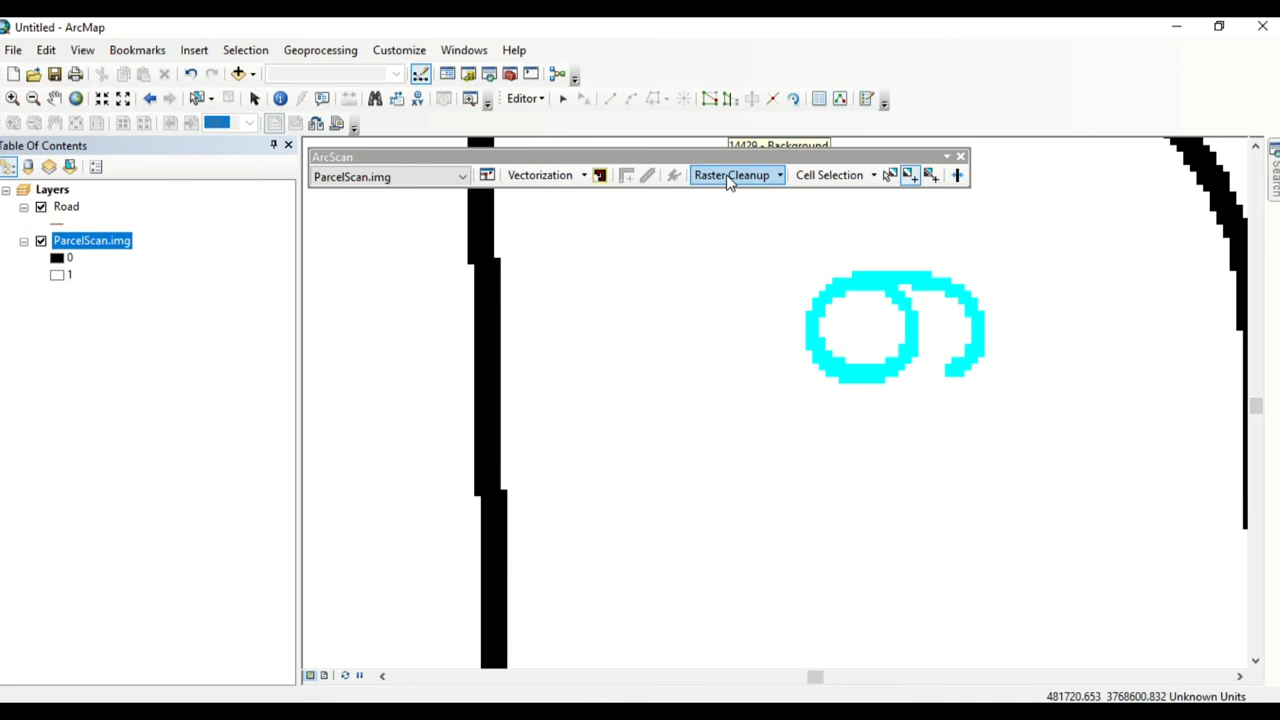 Untitled - ArcMap
File Edit View Bookmarks Insert Selection Geoprocessing Customize Windows Help
Editor
Table Of Contents
Layers
Road
ParcelScan.img
0
1
14429 - Background
ArcScan
ParcelScan.img Vectorization Raster Cleanup Cell Selection
Search
481720.653 3768600.832 Unknown Units